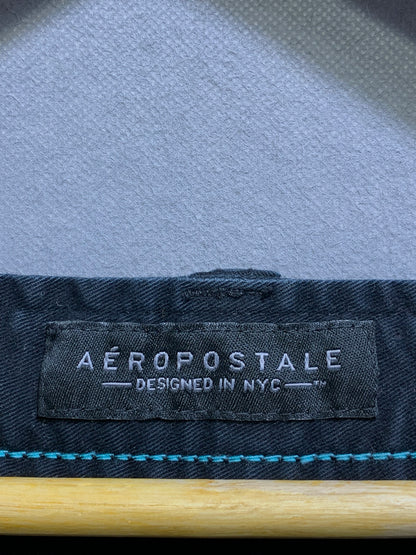 AÉROPOSTALE
— DESIGNED IN NYC —™